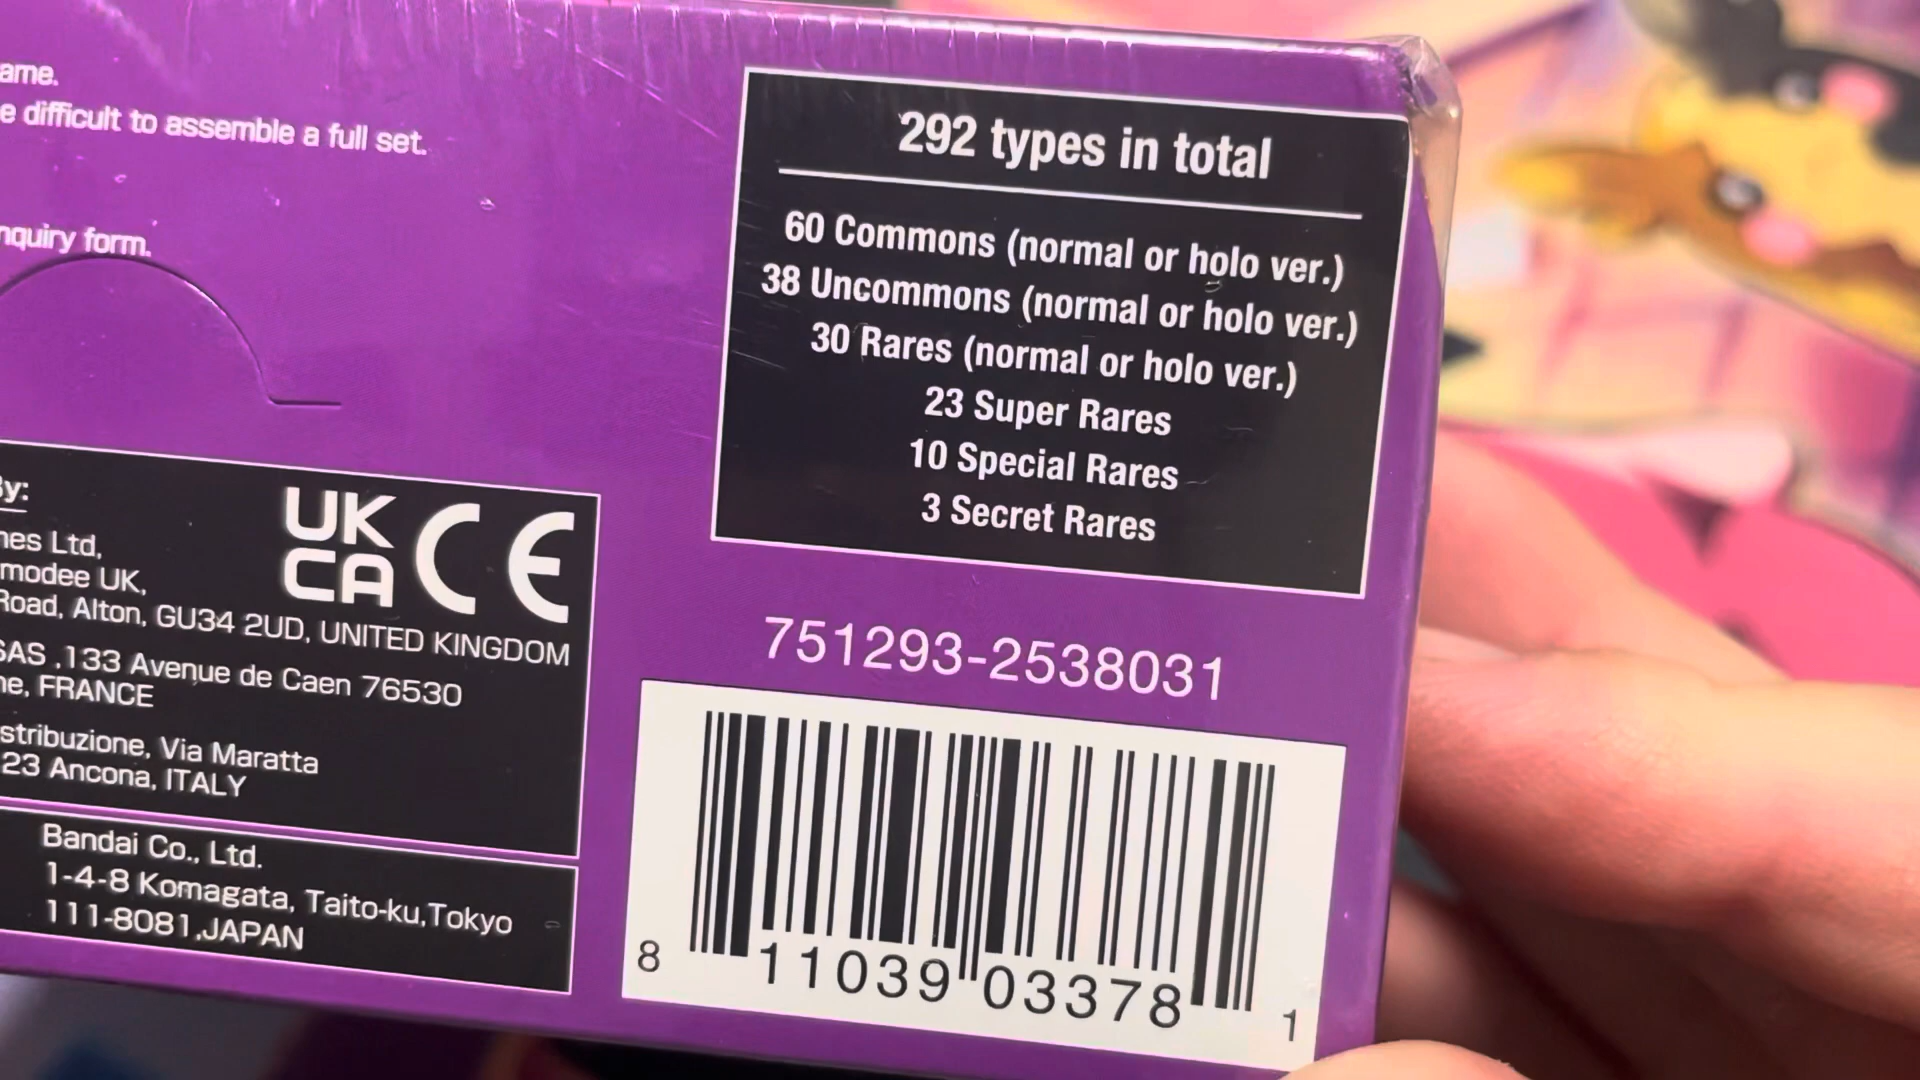 ame.
e difficult to assemble a full set.
nquiry form.
292 types in total
60 Commons (normal or holo ver.)
38 Uncommons (normal or holo ver.)
30 Rares (normal or holo ver.)
23 Super Rares
10 Special Rares
3 Secret Rares
By:
UK
CA CE
nes Ltd,
modee UK,
Road, Alton, GU34 2UD, UNITED KINGDOM
SAS .133 Avenue de Caen 76530
ne, FRANCE
stribuzione, Via Maratta
23 Ancona, ITALY
Bandai Co., Ltd.
1-4-8 Komagata, Taito-ku,Tokyo
111-8081,JAPAN
751293-2538031
8 11039 03378 1